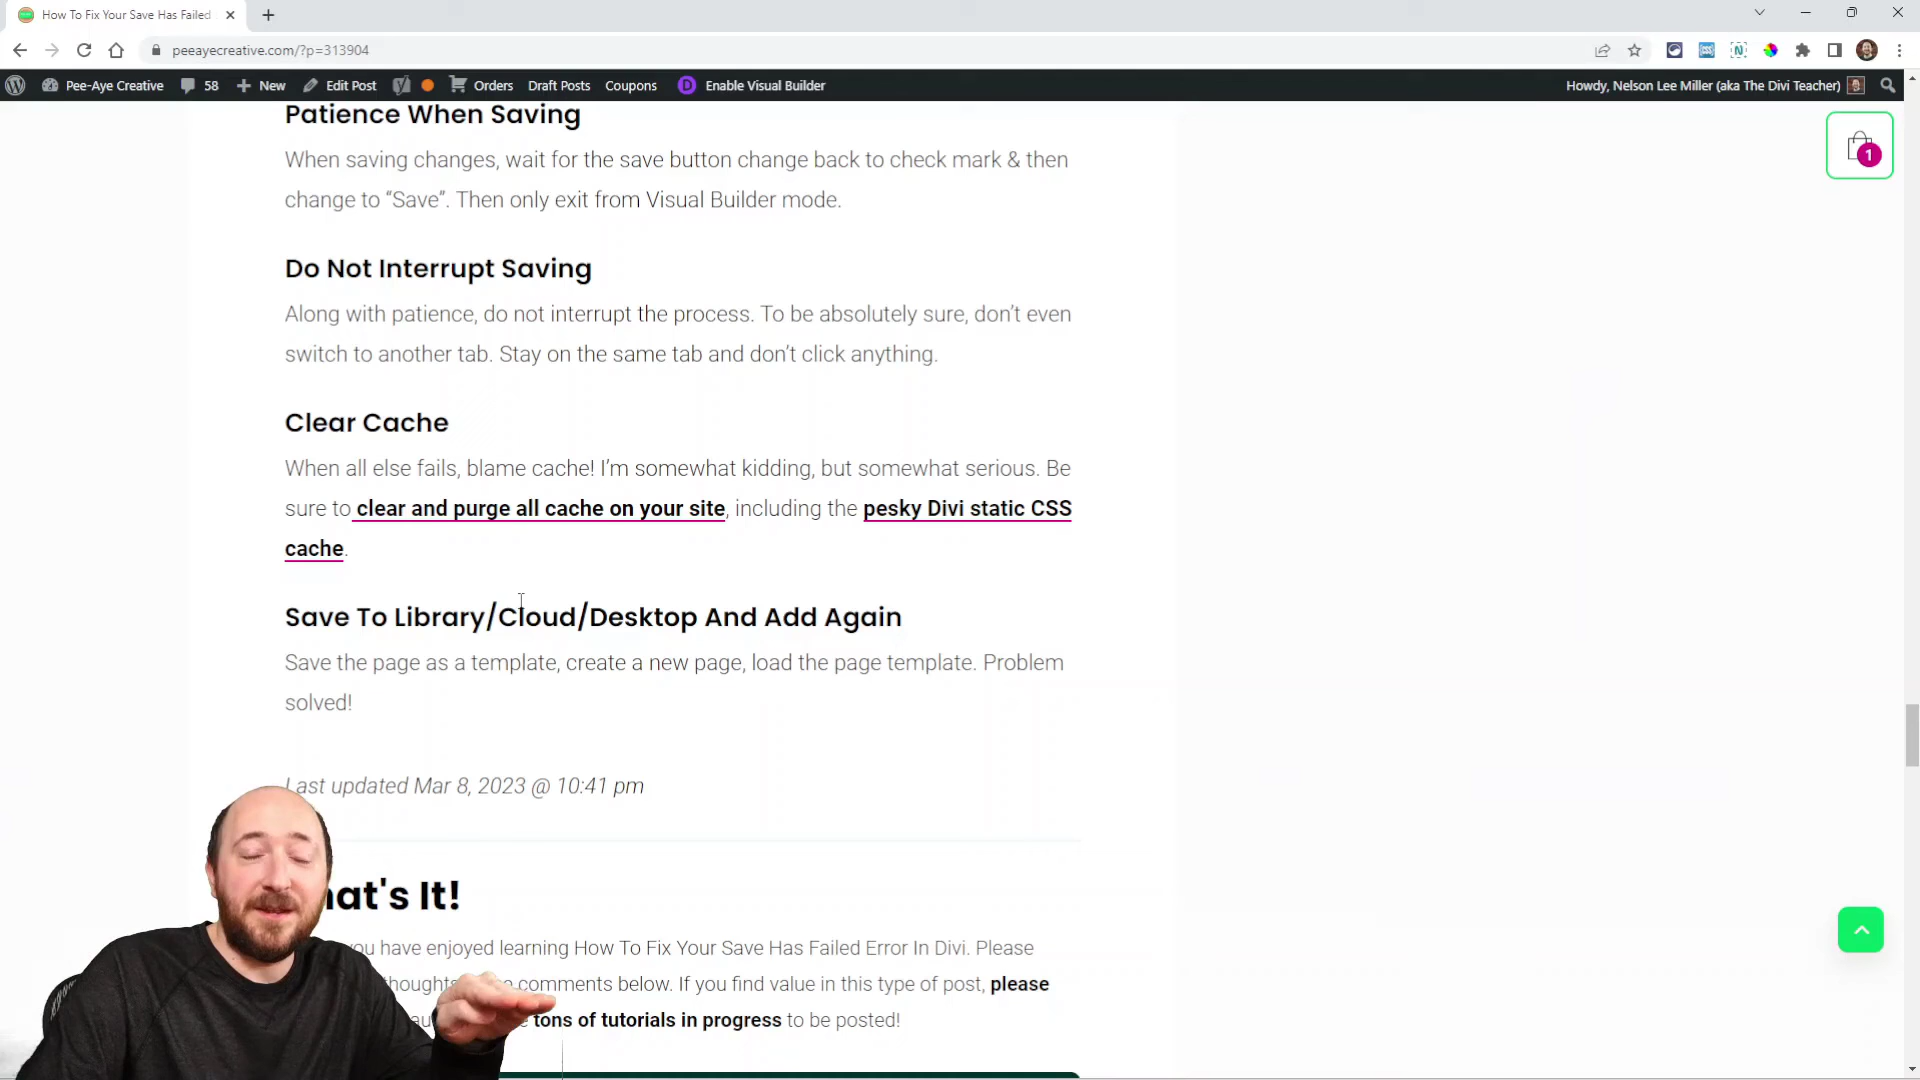 How To Fix Your Save Has Failed
peeayecreative.com/?p=313904
Pee-Aye Creative 58 New Edit Post Orders Draft Posts Coupons D Enable Visual Builder Howdy, Nelson Lee Miller (aka The Divi Teacher)
1
Patience When Saving
When saving changes, wait for the save button change back to check mark & then
change to “Save”. Then only exit from Visual Builder mode.
Do Not Interrupt Saving
Along with patience, do not interrupt the process. To be absolutely sure, don’t even
switch to another tab. Stay on the same tab and don’t click anything.
Clear Cache
When all else fails, blame cache! I’m somewhat kidding, but somewhat serious. Be
sure to clear and purge all cache on your site, including the pesky Divi static CSS
cache.
Save To Library/Cloud/Desktop And Add Again
Save the page as a template, create a new page, load the page template. Problem
solved!
Last updated Mar 8, 2023 @ 10:41 pm
hat's It!
you have enjoyed learning How To Fix Your Save Has Failed Error In Divi. Please
thoughts comments below. If you find value in this type of post, please
tons of tutorials in progress to be posted!